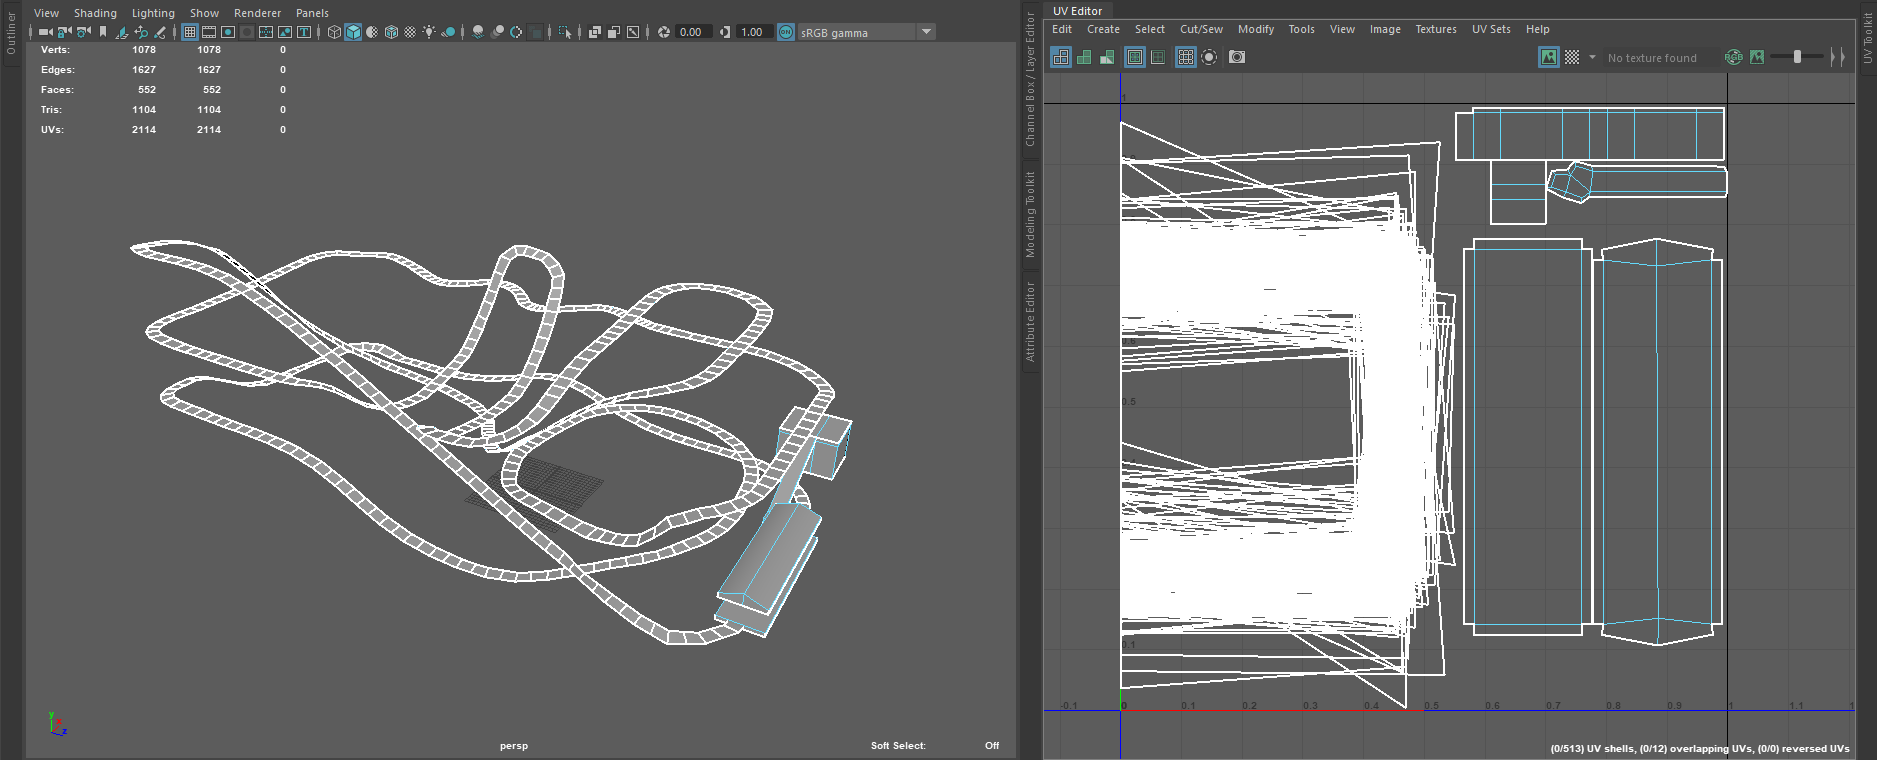 Outliner
View Shading Lighting Show Renderer Panels
0.00 1.00 ON sRGB gamma
Verts: 1078 1078 0
Edges: 1627 1627 0
Faces: 552 552 0
Tris: 1104 1104 0
UVs: 2114 2114 0
y
x
z
persp
Soft Select: Off
Channel Box / Layer Editor
Modeling Toolkit
Attribute Editor
UV Editor
Edit Create Select Cut/Sew Modify Tools View Image Textures UV Sets Help
No texture found RGB
1
0.5
0.1
-0.1 0 0.1 0.2 0.3 0.4 0.5 0.6 0.7 0.8 0.9 1 1.1 1
(0/513) UV shells, (0/12) overlapping UVs, (0/0) reversed UVs
UV Toolkit